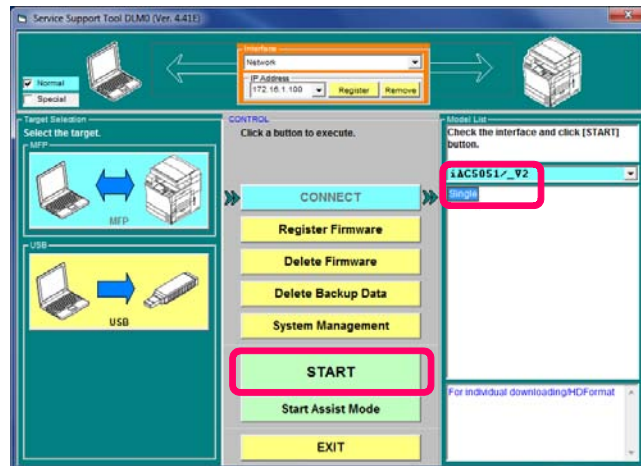 Service Support Tool DLM0 (Ver. 4.41E)
Normal
Special
Interface
Network
IP Address
172.16.1.100
Register
Remove
Target Selection
Select the target.
MFP
MFP
USB
USB
CONTROL
Click a button to execute.
CONNECT
Register Firmware
Delete Firmware
Delete Backup Data
System Management
START
Start Assist Mode
EXIT
Model List
Check the interface and click [START]
button.
iAC5051/_V2
Single
For individual downloading/HDFormat